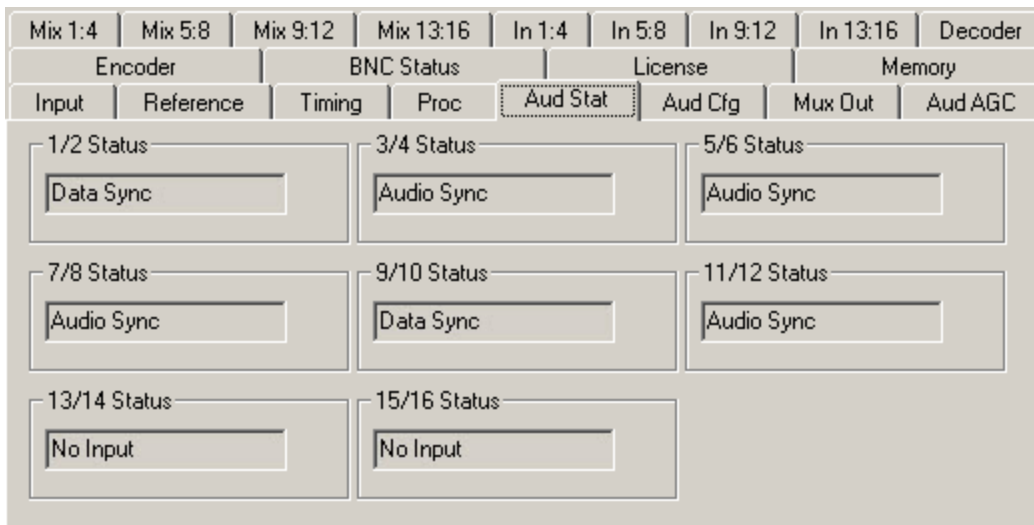 Mix 1:4 Mix 5:8 Mix 9:12 Mix 13:16 In 1:4 In 5:8 In 9:12 In 13:16 Decoder
Encoder BNC Status License Memory
Input Reference Timing Proc Aud Stat Aud Cfg Mux Out Aud AGC
1/2 Status 3/4 Status 5/6 Status
Data Sync Audio Sync Audio Sync
7/8 Status 9/10 Status 11/12 Status
Audio Sync Data Sync Audio Sync
13/14 Status 15/16 Status
No Input No Input